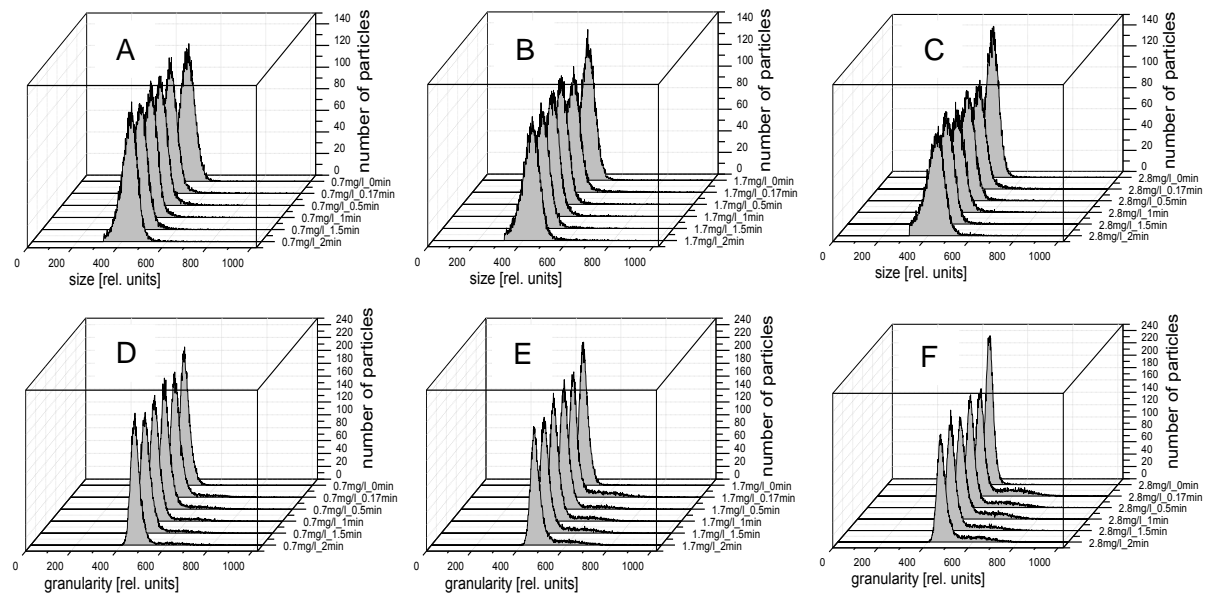 A
140
120
100
80
60
40
20
0
number of particles
0.7mg/l_0min
0.7mg/l_0.17min
0.7mg/l_0.5min
0.7mg/l_1min
0.7mg/l_1.5min
0.7mg/l_2min
0 200 400 600 800 1000
size [rel. units]
B
140
120
100
80
60
40
20
0
number of particles
1.7mg/l_0min
1.7mg/l_0.17min
1.7mg/l_0.5min
1.7mg/l_1min
1.7mg/l_1.5min
1.7mg/l_2min
0 200 400 600 800 1000
size [rel. units]
C
140
120
100
80
60
40
20
0
number of particles
2.8mg/l_0min
2.8mg/l_0.17min
2.8mg/l_0.5min
2.8mg/l_1min
2.8mg/l_1.5min
2.8mg/l_2min
0 200 400 600 800 1000
size [rel. units]
D
240
220
200
180
160
140
120
100
80
60
40
20
0
number of particles
0.7mg/l_0min
0.7mg/l_0.17min
0.7mg/l_0.5min
0.7mg/l_1min
0.7mg/l_1.5min
0.7mg/l_2min
0 200 400 600 800 1000
granularity [rel. units]
E
240
220
200
180
160
140
120
100
80
60
40
20
0
number of particles
1.7mg/l_0min
1.7mg/l_0.17min
1.7mg/l_0.5min
1.7mg/l_1min
1.7mg/l_1.5min
1.7mg/l_2min
0 200 400 600 800 1000
granularity [rel. units]
F
240
220
200
180
160
140
120
100
80
60
40
20
0
number of particles
2.8mg/l_0min
2.8mg/l_0.17min
2.8mg/l_0.5min
2.8mg/l_1min
2.8mg/l_1.5min
2.8mg/l_2min
0 200 400 600 800 1000
granularity [rel. units]